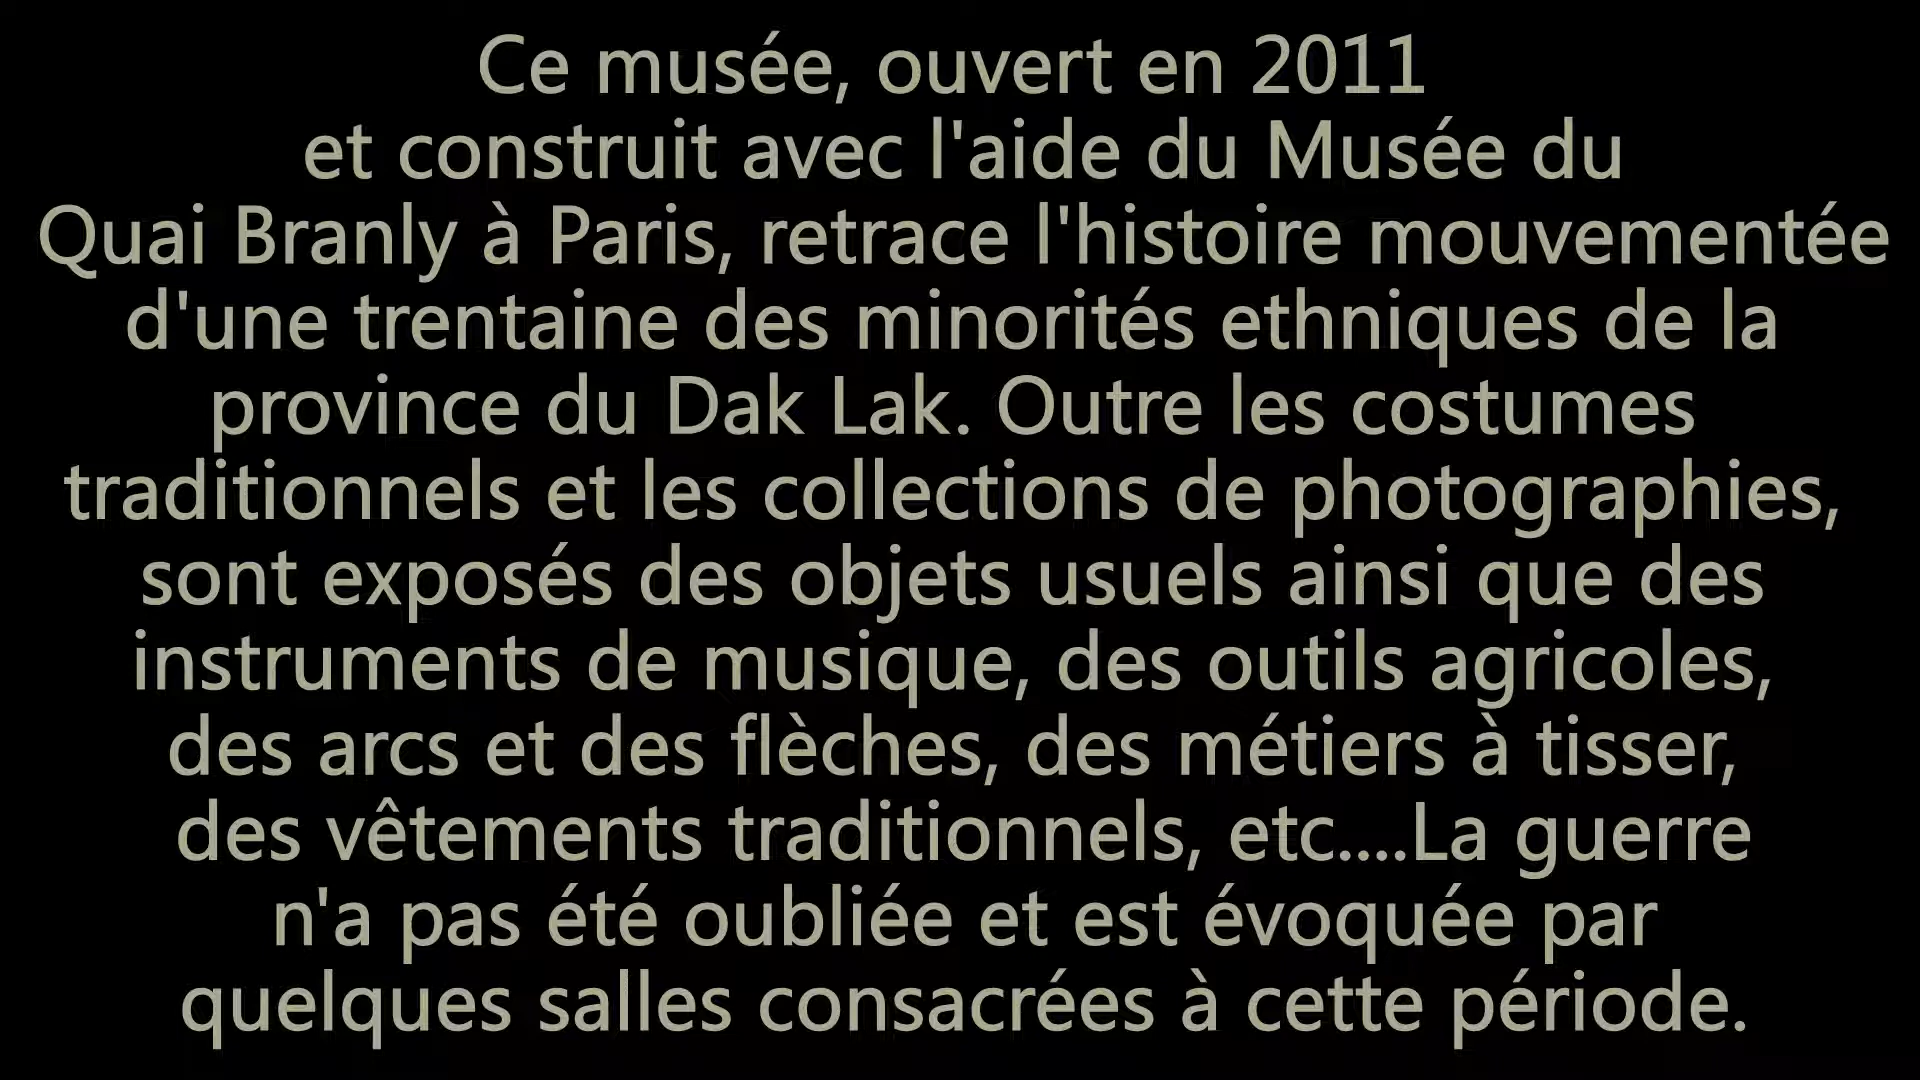 Ce musée, ouvert en 2011
et construit avec l'aide du Musée du
Quai Branly à Paris, retrace l'histoire mouvementée
d'une trentaine des minorités ethniques de la
province du Dak Lak. Outre les costumes
traditionnels et les collections de photographies,
sont exposés des objets usuels ainsi que des
instruments de musique, des outils agricoles,
des arcs et des flèches, des métiers à tisser,
des vêtements traditionnels, etc....La guerre
n'a pas été oubliée et est évoquée par
quelques salles consacrées à cette période.